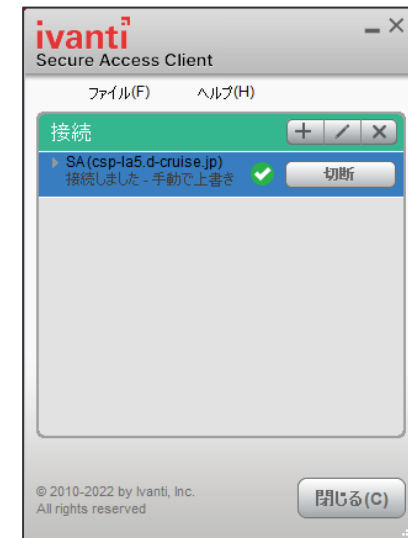 ivanti
Secure Access Client
ファイル(F) ヘルプ(H)
接続
SA(csp-la5.d-cruise.jp)
接続しました - 手動で上書き
切断
© 2010-2022 by Ivanti, Inc.
All rights reserved
閉じる(C)